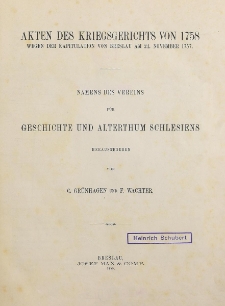 AKTEN DES KRIEGSGERICHTS VON 1758
WEGEN DER KAPITULATION VON BRESLAU AM 24. NOVEMBER 1757.
NAMENS DES VEREINS
FÜR
GESCHICHTE UND ALTERTHUM SCHLESIENS
HERAUSGEGEBEN
VON
C. GRÜNHAGEN UND F. WACHTER.
Heinrich Schubert
BRESLAU.
JOSEF MAX & COMP.